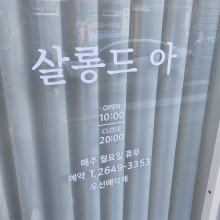 살롱드 아
OPEN
10:00
CLOSE
20:00
매주 월요일 휴무
예약 T.2649-3353
우선예약제